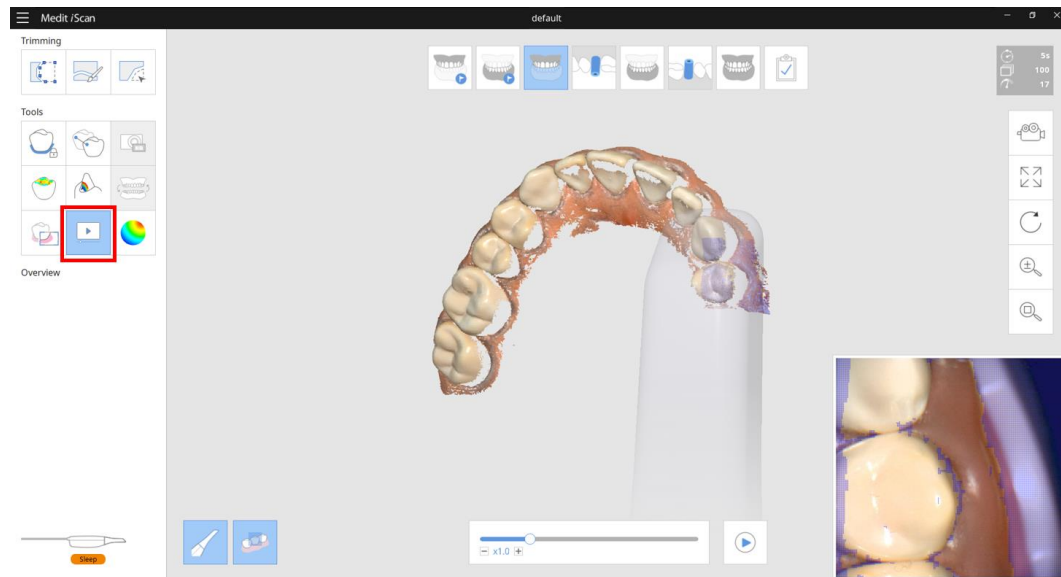 Medit iScan
default
Trimming
5s
100
17
Tools
Overview
Sleep
x1.0